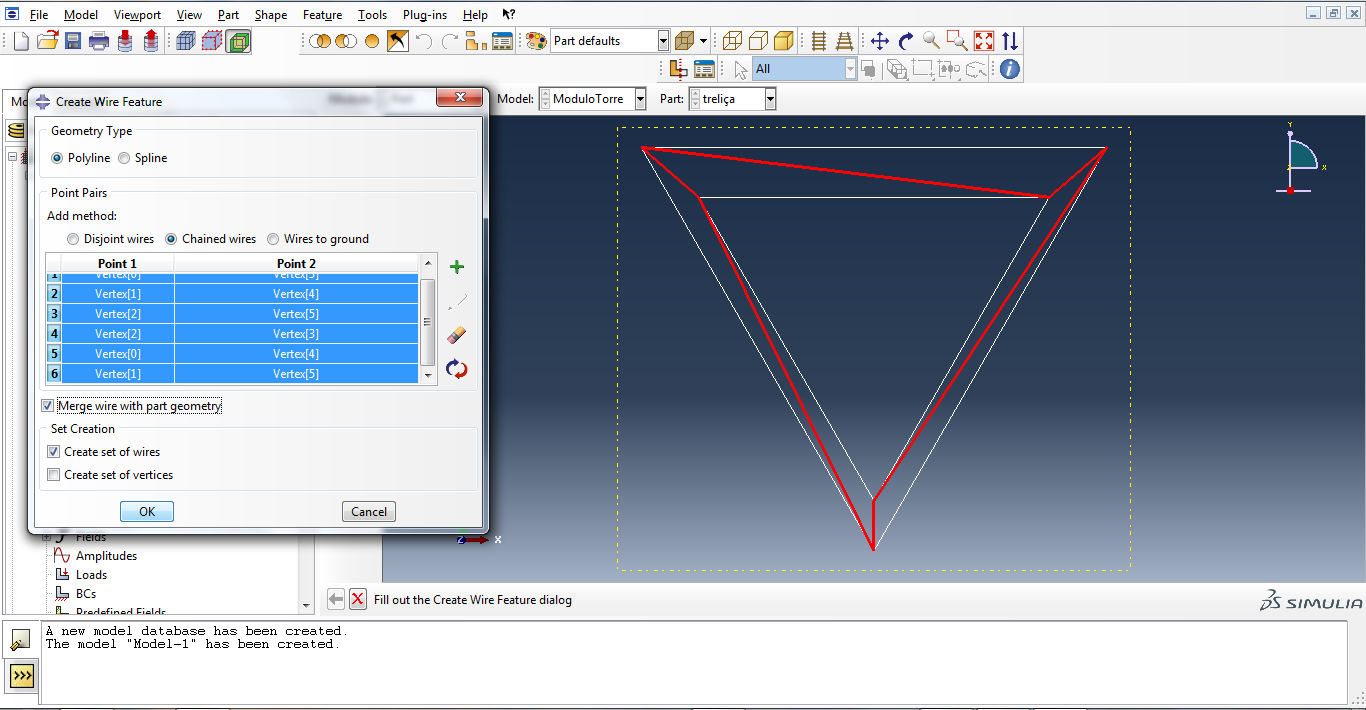 File Model Viewport View Part Shape Feature Tools Plug-ins Help
Part defaults
All
Model: ModuloTorre Part: treliça
Create Wire Feature
Geometry Type
Polyline Spline
Point Pairs
Add method:
Disjoint wires Chained wires Wires to ground
Point 1 Point 2
1 Vertex[0]
2 Vertex[1] Vertex[4]
3 Vertex[2] Vertex[5]
4 Vertex[2] Vertex[3]
5 Vertex[0] Vertex[4]
6 Vertex[1] Vertex[5]
Merge wire with part geometry
Set Creation
Create set of wires
Create set of vertices
OK Cancel
Y
X
Z X
Fields
Amplitudes
Loads
BCs
Predefined Fields
Fill out the Create Wire Feature dialog
SIMULIA
A new model database has been created.
The model "Model-1" has been created.
>>>